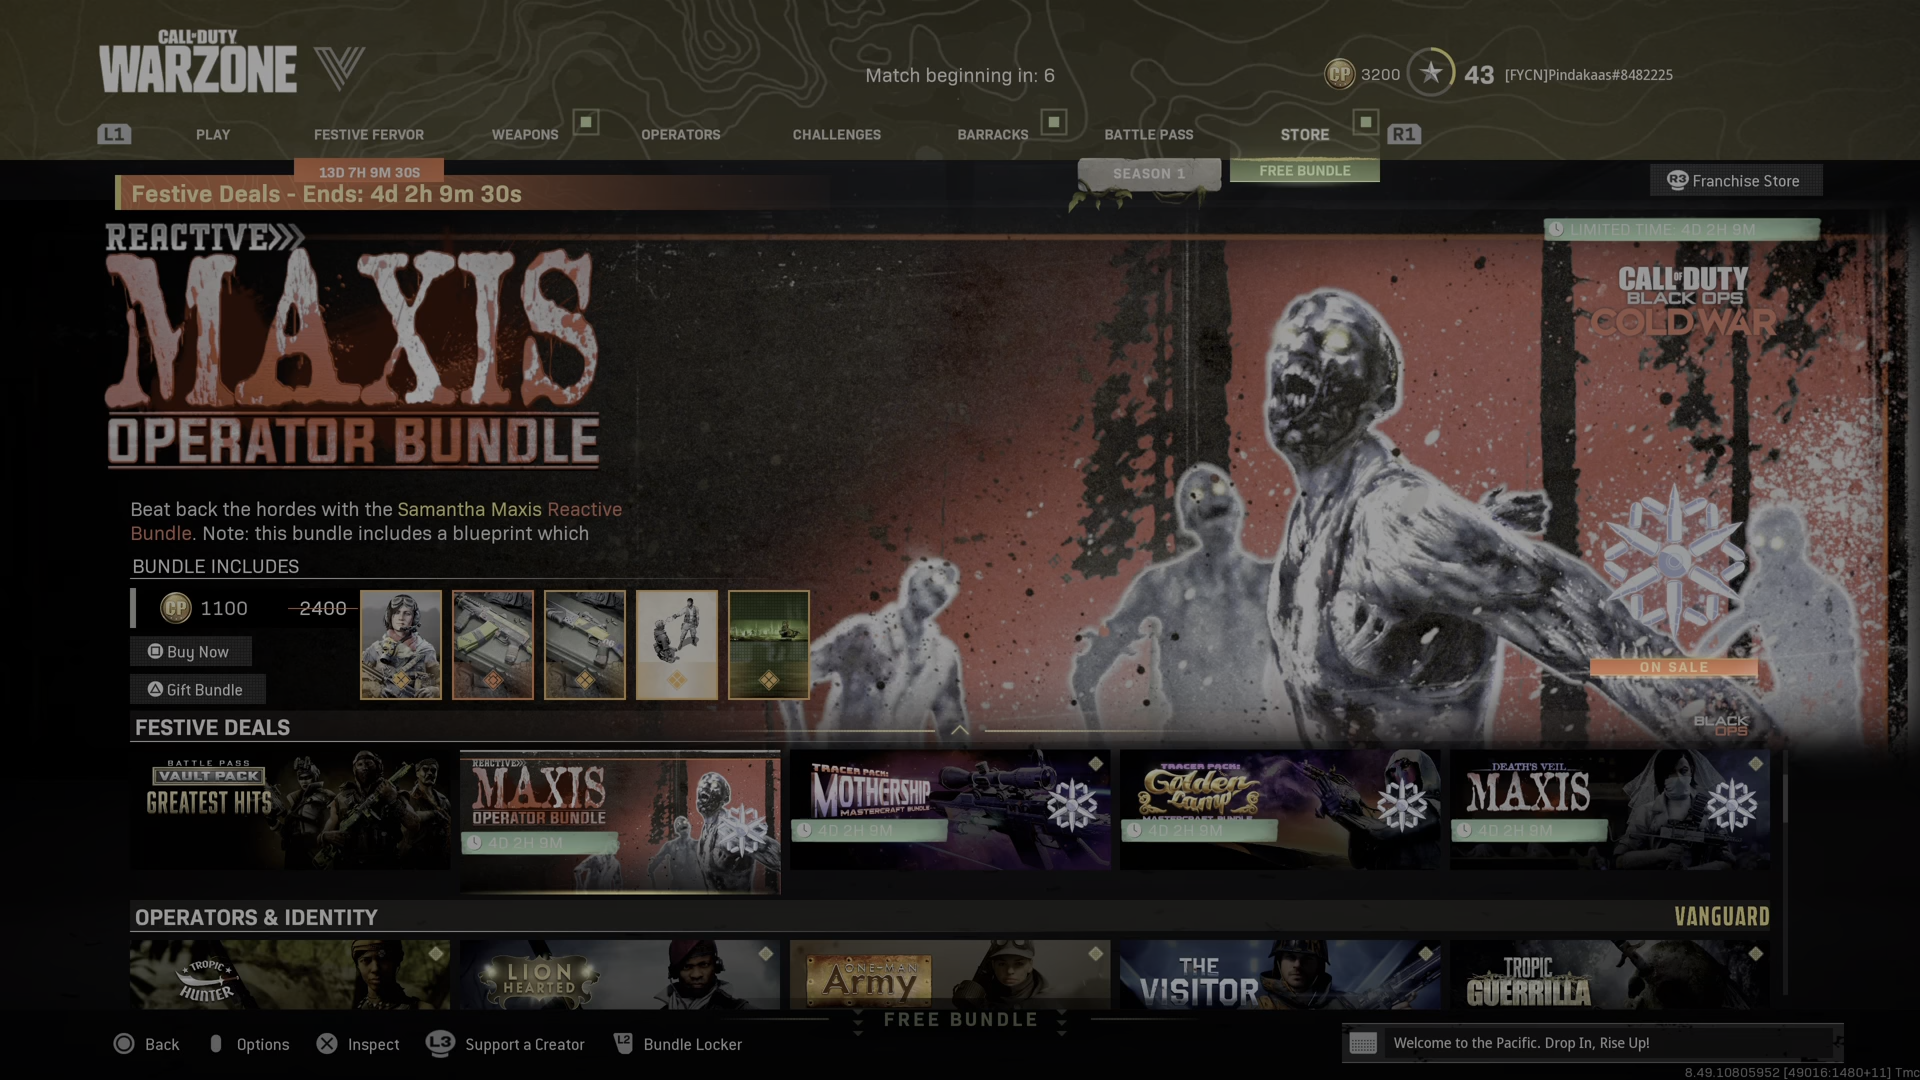 CALL OF DUTY
WARZONE
Match beginning in: 6
CP 3200
43
[FYCN]Pindakaas#8482225
L1
PLAY
FESTIVE FERVOR
WEAPONS
OPERATORS
CHALLENGES
BARRACKS
BATTLE PASS
STORE
R1
13D 7H 9M 30S
SEASON 1
FREE BUNDLE
Festive Deals - Ends: 4d 2h 9m 30s
R3 Franchise Store
REACTIVE
MAXIS
OPERATOR BUNDLE
LIMITED TIME: 4D 2H 9M
CALL OF DUTY
BLACK OPS
COLD WAR
Beat back the hordes with the Samantha Maxis Reactive
Bundle. Note: this bundle includes a blueprint which
BUNDLE INCLUDES
CP 1100 2400
Buy Now
Gift Bundle
ON SALE
BLACK
OPS
FESTIVE DEALS
BATTLE PASS
VAULT PACK
GREATEST HITS
REACTIVE
MAXIS
OPERATOR BUNDLE
4D 2H 9M
TRACER PACK:
MOTHERSHIP
MASTERCRAFT BUNDLE
4D 2H 9M
TRACER PACK:
Golden
Lamp
MASTERCRAFT BUNDLE
4D 2H 9M
DEATH'S VEIL
MAXIS
4D 2H 9M
OPERATORS & IDENTITY
VANGUARD
TROPIC
HUNTER
LION
HEARTED
ONE-MAN
Army
THE
VISITOR
TROPIC
GUERRILLA
FREE BUNDLE
Back
Options
Inspect
L3 Support a Creator
L2 Bundle Locker
Welcome to the Pacific. Drop In, Rise Up!
8.49.10805952 [49016:1480+11] Tmc